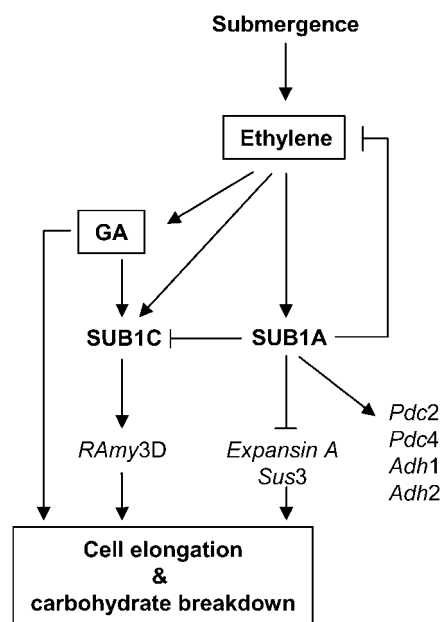 Submergence
Ethylene
GA
SUB1C
SUB1A
RAmy3D
Expansin A
Sus3
Pdc2
Pdc4
Adh1
Adh2
Cell elongation
&
carbohydrate breakdown